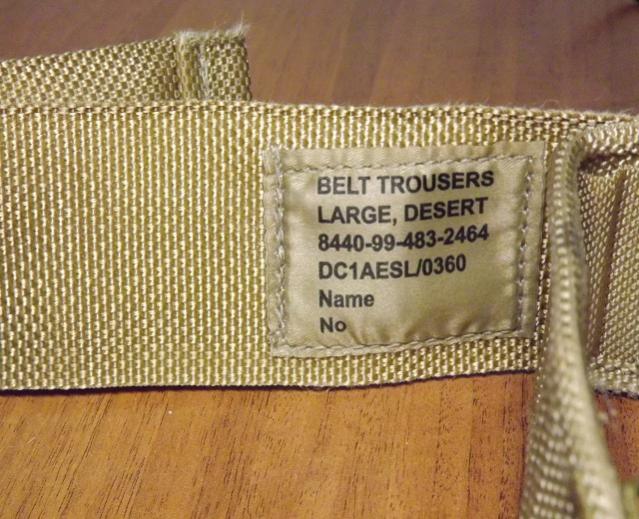 BELT TROUSERS
LARGE, DESERT
8440-99-483-2464
DC1AESL/0360
Name
No